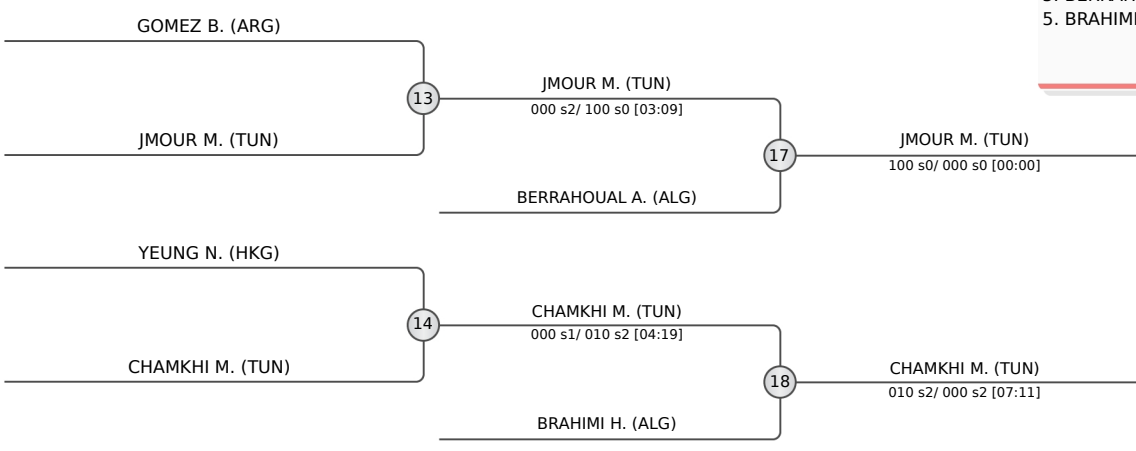 5. BRAHIMI
GOMEZ B. (ARG)
13
JMOUR M. (TUN)
000 s2/ 100 s0 [03:09]
JMOUR M. (TUN)
17
JMOUR M. (TUN)
100 s0/ 000 s0 [00:00]
BERRAHOUAL A. (ALG)
YEUNG N. (HKG)
14
CHAMKHI M. (TUN)
000 s1/ 010 s2 [04:19]
CHAMKHI M. (TUN)
18
CHAMKHI M. (TUN)
010 s2/ 000 s2 [07:11]
BRAHIMI H. (ALG)